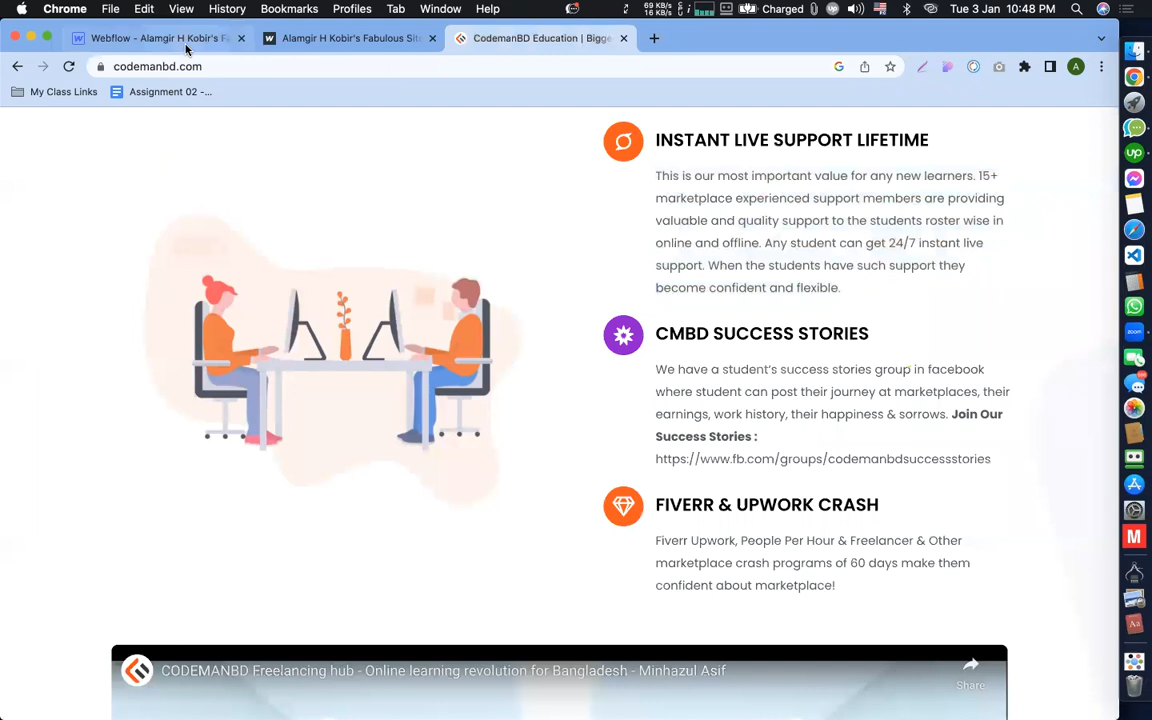 Chrome File Edit View History Bookmarks Profiles Tab Window Help 69 KB/s 16 KB/s Charged Tue 3 Jan 10:48 PM
Webflow - Alamgir H Kobir's Fa Alamgir H Kobir's Fabulous Sit CodemanBD Education | Bigge
codemanbd.com
My Class Links Assignment 02 -...
INSTANT LIVE SUPPORT LIFETIME
This is our most important value for any new learners. 15+
marketplace experienced support members are providing
valuable and quality support to the students roster wise in
online and offline. Any student can get 24/7 instant live
support. When the students have such support they
become confident and flexible.
CMBD SUCCESS STORIES
We have a student's success stories group in facebook
where student can post their journey at marketplaces, their
earnings, work history, their happiness & sorrows. Join Our
Success Stories :
https://www.fb.com/groups/codemanbdsuccessstories
FIVERR & UPWORK CRASH
Fiverr Upwork, People Per Hour & Freelancer & Other
marketplace crash programs of 60 days make them
confident about marketplace!
CODEMANBD Freelancing hub - Online learning revolution for Bangladesh - Minhazul Asif
Share